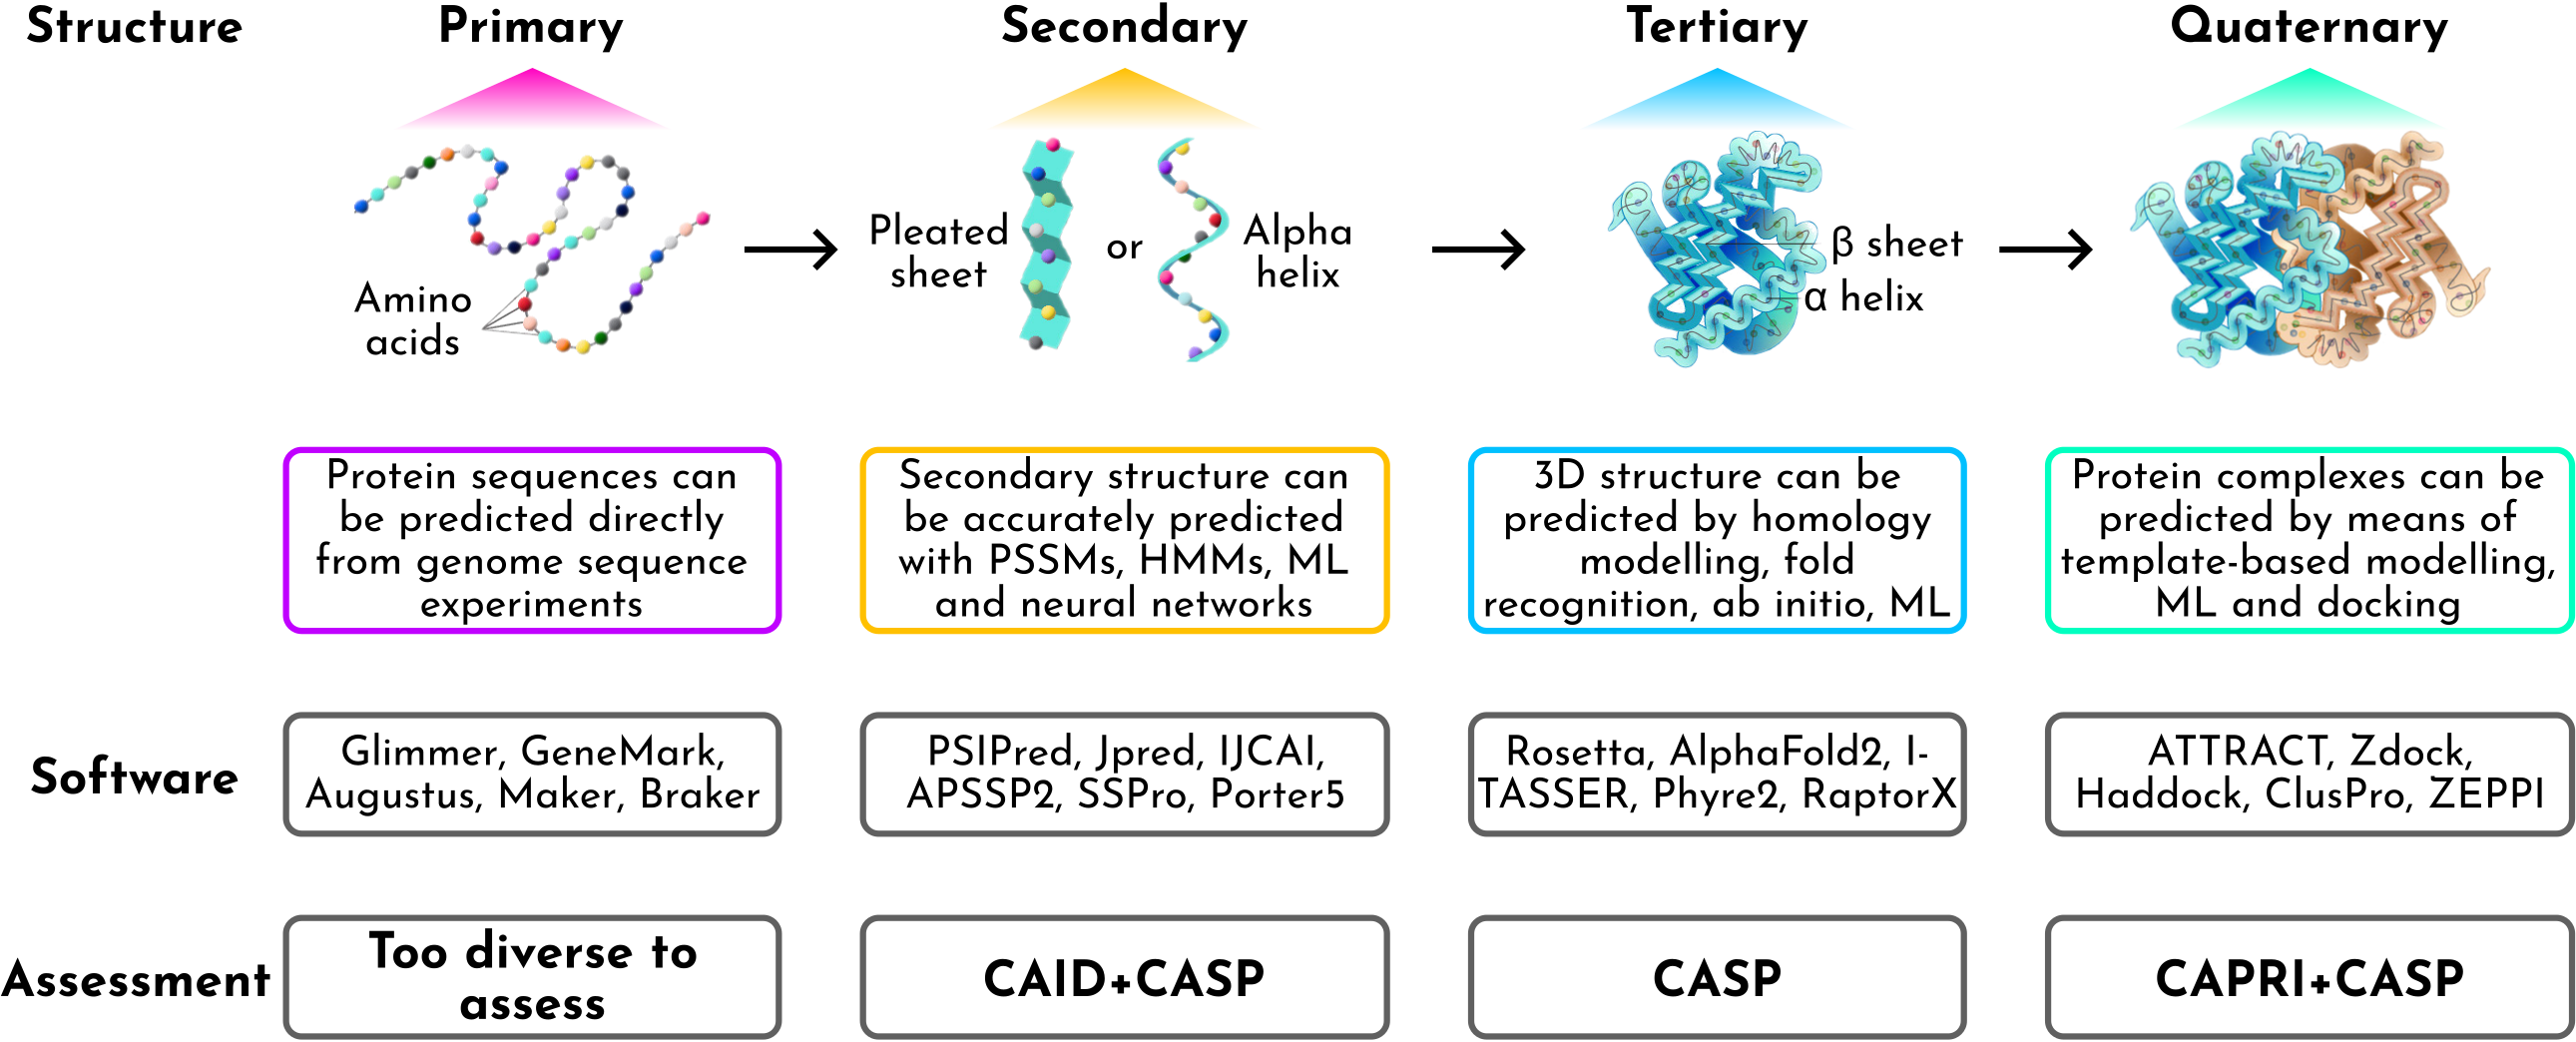 Structure
Primary
Secondary
Tertiary
Quaternary
Amino
acids
Pleated
sheet
or
Alpha
helix
β sheet
α helix
Protein sequences can
be predicted directly
from genome sequence
experiments
Secondary structure can
be accurately predicted
with PSSMs, HMMs, ML
and neural networks
3D structure can be
predicted by homology
modelling, fold
recognition, ab initio, ML
Protein complexes can be
predicted by means of
template-based modelling,
ML and docking
Software
Glimmer, GeneMark,
Augustus, Maker, Braker
PSIPred, Jpred, IJCAI,
APSSP2, SSPro, Porter5
Rosetta, AlphaFold2, I-
TASSER, Phyre2, RaptorX
ATTRACT, Zdock,
Haddock, ClusPro, ZEPPI
Assessment
Too diverse to
assess
CAID+CASP
CASP
CAPRI+CASP